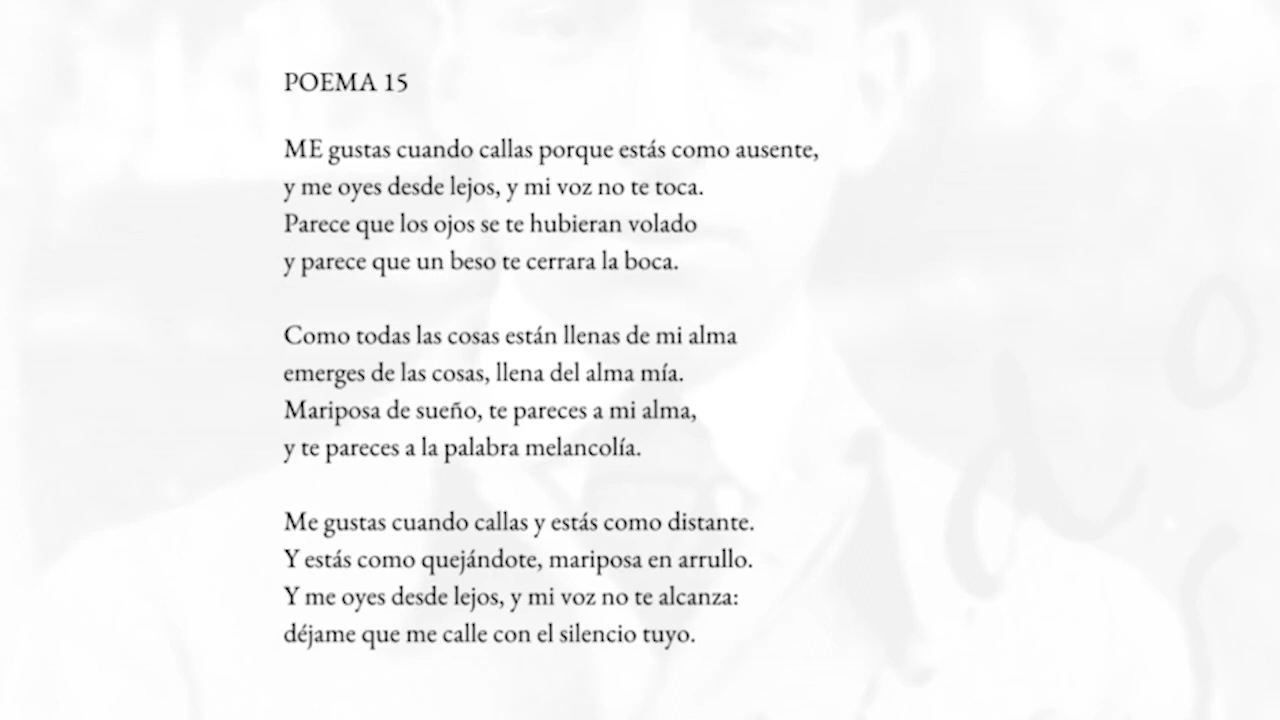 POEMA 15
ME gustas cuando callas porque estás como ausente,
y me oyes desde lejos, y mi voz no te toca.
Parece que los ojos se te hubieran volado
y parece que un beso te cerrara la boca.
Como todas las cosas están llenas de mi alma
emerges de las cosas, llena del alma mía.
Mariposa de sueño, te pareces a mi alma,
y te pareces a la palabra melancolía.
Me gustas cuando callas y estás como distante.
Y estás como quejándote, mariposa en arrullo.
Y me oyes desde lejos, y mi voz no te alcanza:
déjame que me calle con el silencio tuyo.